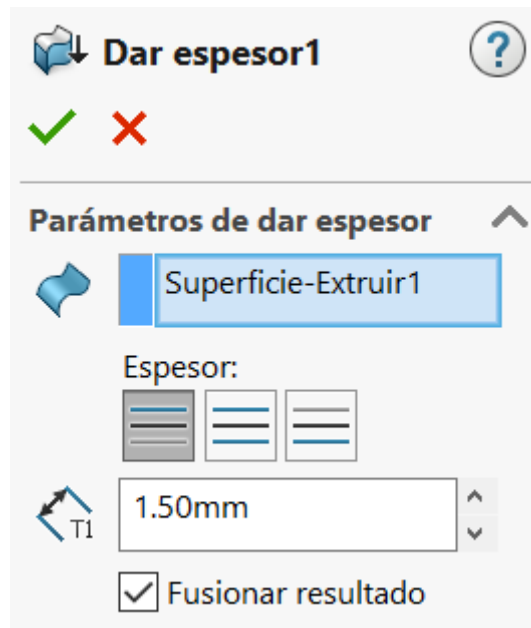 Dar espesor1
?
Parámetros de dar espesor
Superficie-Extruir1
Espesor:
T1
1.50mm
Fusionar resultado